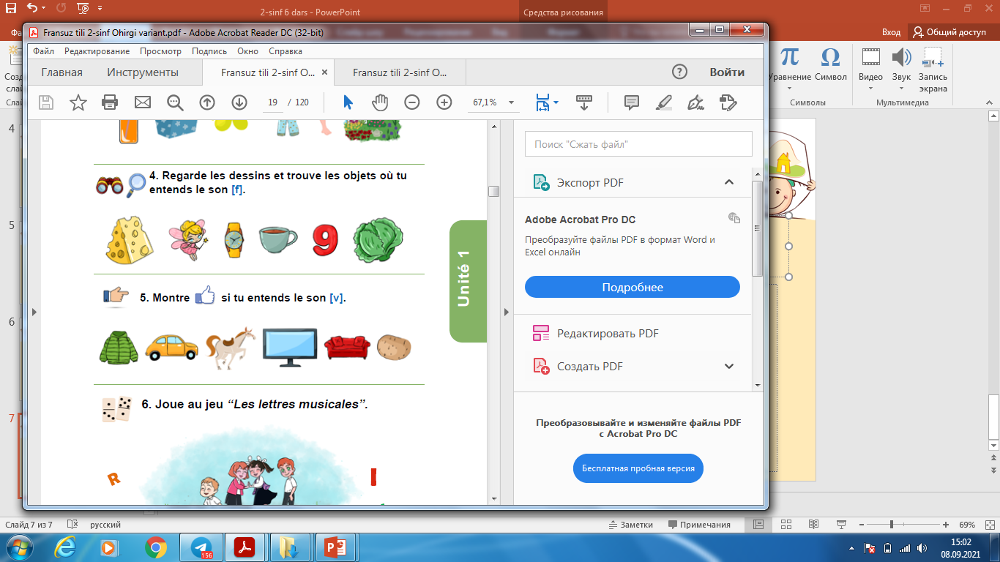 2-sinf 6 dars - PowerPoint
Средства рисования
Вход
Общий доступ
Уравнение
Символ
Видео
Звук
Запись экрана
Символы
Мультимедиа
Fransuz tili 2-sinf Ohirgi variant.pdf - Adobe Acrobat Reader DC (32-bit)
Файл Редактирование Просмотр Подпись Окно Справка
Главная Инструменты Fransuz tili 2-sinf O... × Fransuz tili 2-sinf O... Войти
19 / 120 67,1%
4. Regarde les dessins et trouve les objets où tu
entends le son [f].
9
5. Montre si tu entends le son [v].
6. Joue au jeu “Les lettres musicales”.
R
I
Unité 1
Поиск "Сжать файл"
Экспорт PDF
Adobe Acrobat Pro DC
Преобразуйте файлы PDF в формат Word и
Excel онлайн
Подробнее
Редактировать PDF
Создать PDF
Преобразовывайте и изменяйте файлы PDF
с Acrobat Pro DC
Бесплатная пробная версия
4
5
6
7
Слайд 7 из 7 русский Заметки Примечания 69%
156
15:02
08.09.2021